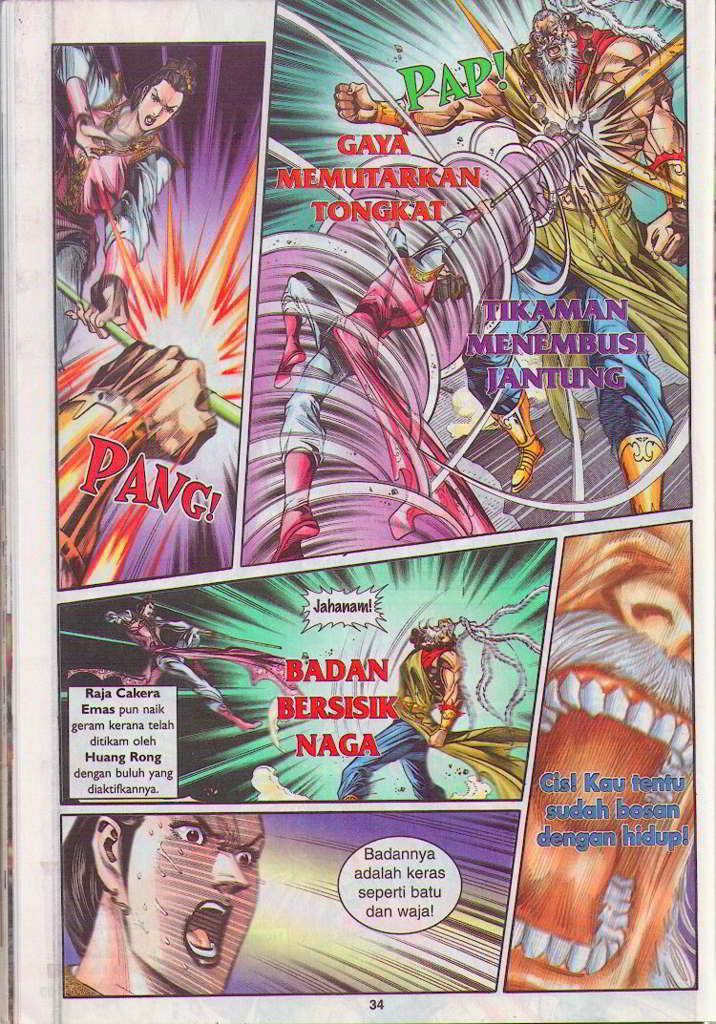 PANG!
PAP!
GAYA
MEMUTARKAN
TONGKAT
TIKAMAN
MENEMBUSI
JANTUNG
Jahanam!
BADAN
BERSISIK
NAGA
Raja Cakera
Emas pun naik
geram kerana telah
ditikam oleh
Huang Rong
dengan buluh yang
diaktifkannya.
Cis! Kau tentu
sudah bosan
dengan hidup!
Badannya
adalah keras
seperti batu
dan waja!
34